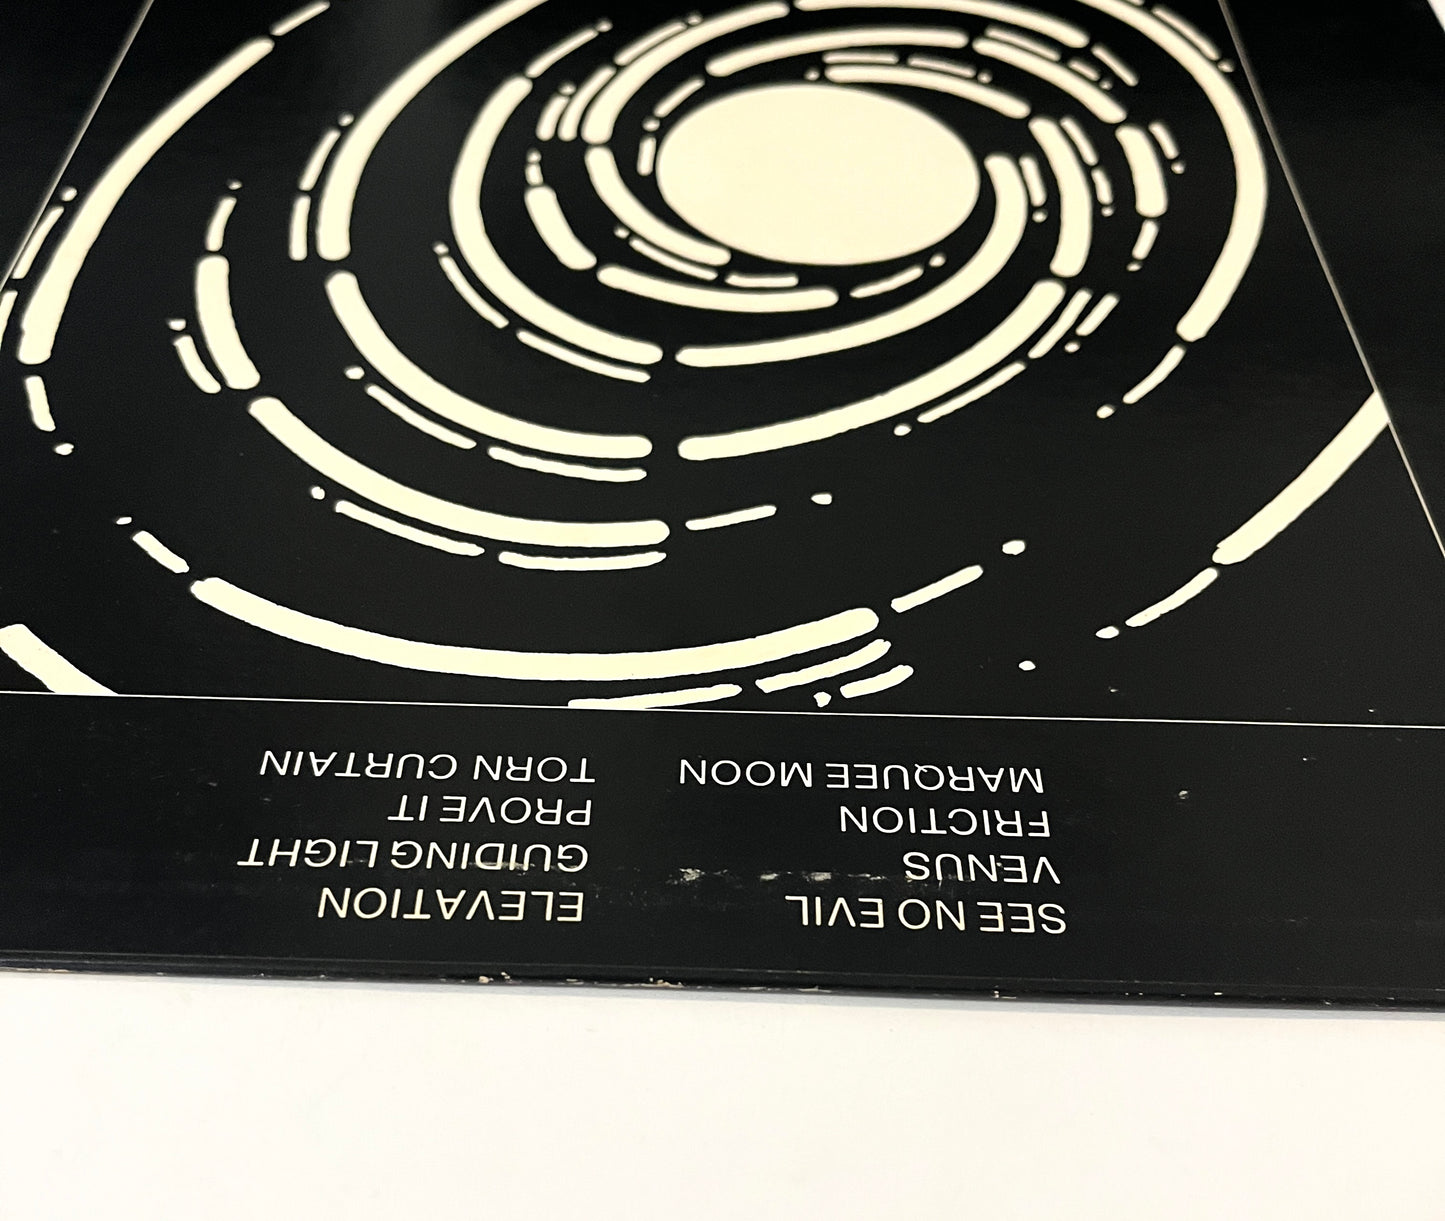 SEE NO EVIL
VENUS
FRICTION
MARQUEE MOON
ELEVATION
GUIDING LIGHT
PROVE IT
TORN CURTAIN